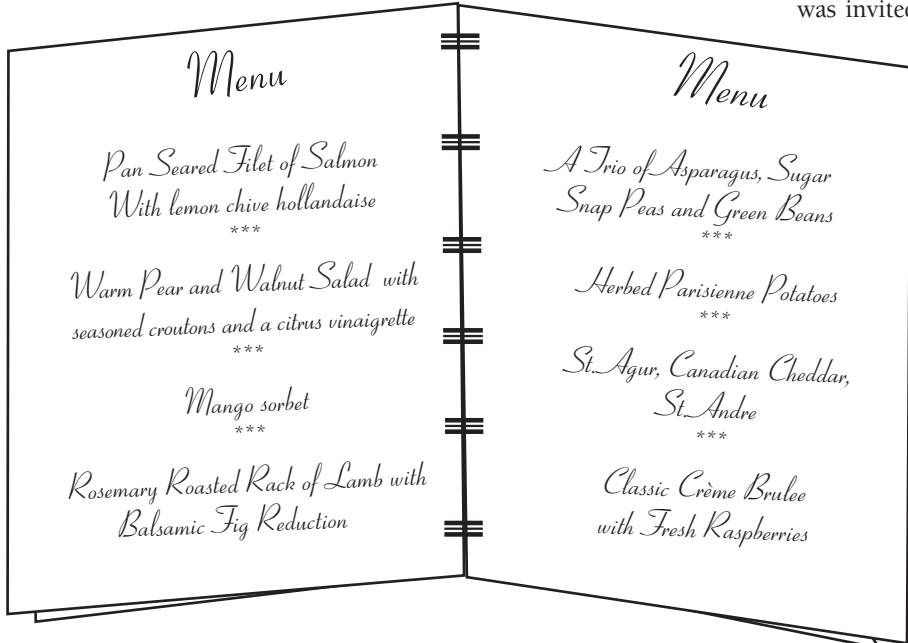 was invited
Menu
Pan Seared Filet of Salmon
With lemon chive hollandaise
***
Warm Pear and Walnut Salad with
seasoned croutons and a citrus vinaigrette
***
Mango sorbet
***
Rosemary Roasted Rack of Lamb with
Balsamic Fig Reduction
Menu
A Trio of Asparagus, Sugar
Snap Peas and Green Beans
***
Herbed Parisienne Potatoes
***
St. Agur, Canadian Cheddar,
St. Andre
***
Classic Crème Brulee
with Fresh Raspberries